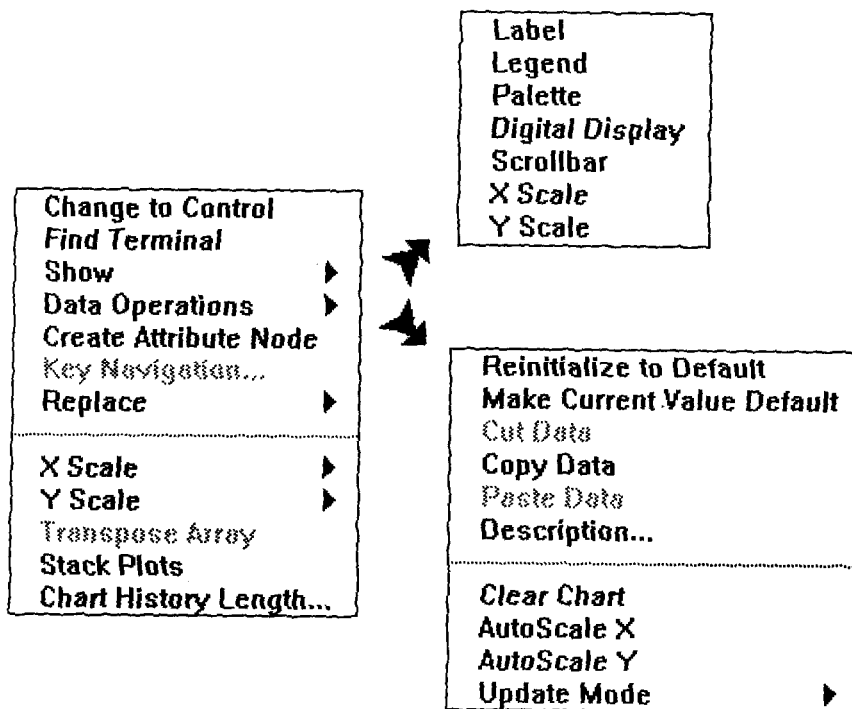 Label
Legend
Palette
Digital Display
Scrollbar
X Scale
Y Scale
Change to Control
Find Terminal
Show
Data Operations
Create Attribute Node
Key Navigation...
Replace
X Scale
Y Scale
Transpose Array
Stack Plots
Chart History Length...
Reinitialize to Default
Make Current Value Default
Cut Data
Copy Data
Paste Data
Description...
Clear Chart
AutoScale X
AutoScale Y
Update Mode